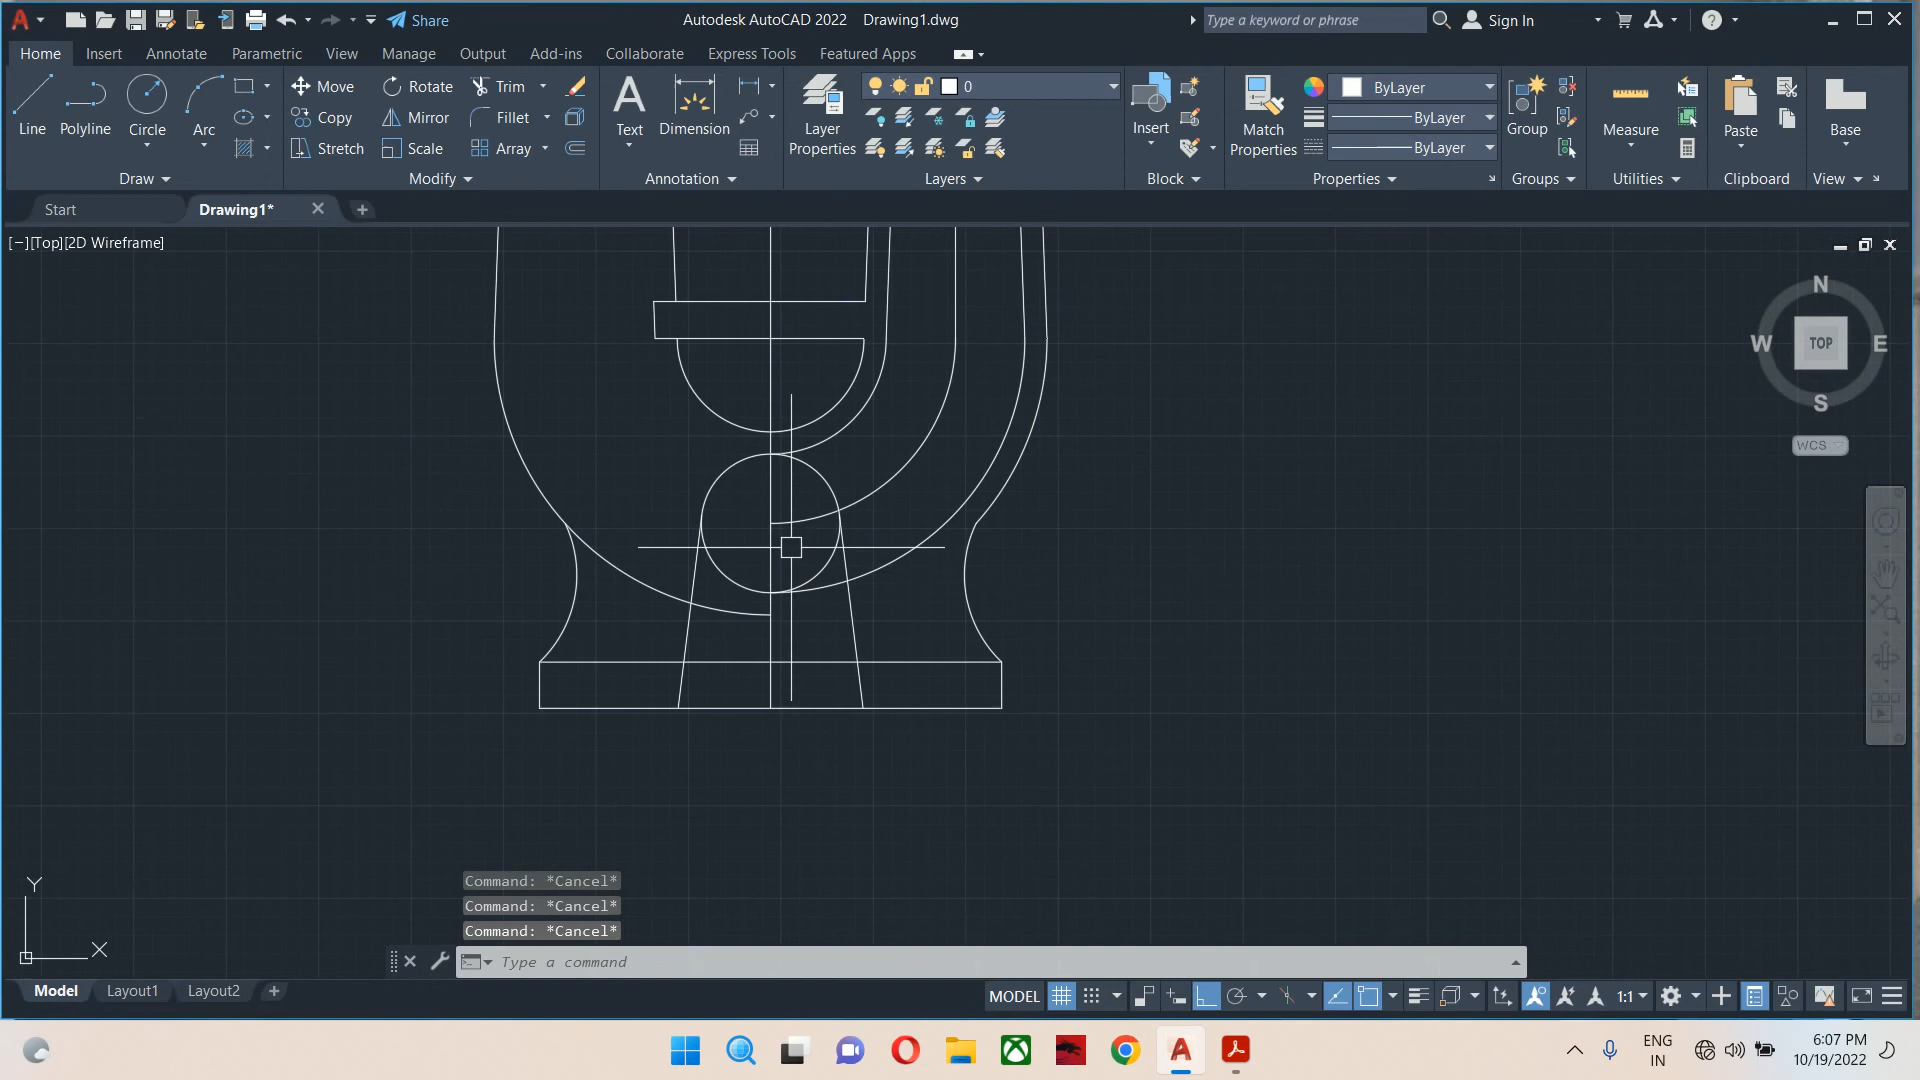 Share
Autodesk AutoCAD 2022 Drawing1.dwg
Type a keyword or phrase
Sign In
Home Insert Annotate Parametric View Manage Output Add-ins Collaborate Express Tools Featured Apps
Line
Polyline
Circle
Arc
Move Rotate Trim
Copy Mirror Fillet
Stretch Scale Array
Text
Dimension
Layer
Properties
0
Insert
Match
Properties
ByLayer
ByLayer
ByLayer
Group
Measure
Paste
Base
Draw Modify Annotation Layers Block Properties Groups Utilities Clipboard View
Start Drawing1*
[−][Top][2D Wireframe]
N
W TOP E
S
WCS
Y
X
Command: *Cancel*
Command: *Cancel*
Command: *Cancel*
Type a command
Model Layout1 Layout2
MODEL 1:1
ENG
IN
6:07 PM
10/19/2022